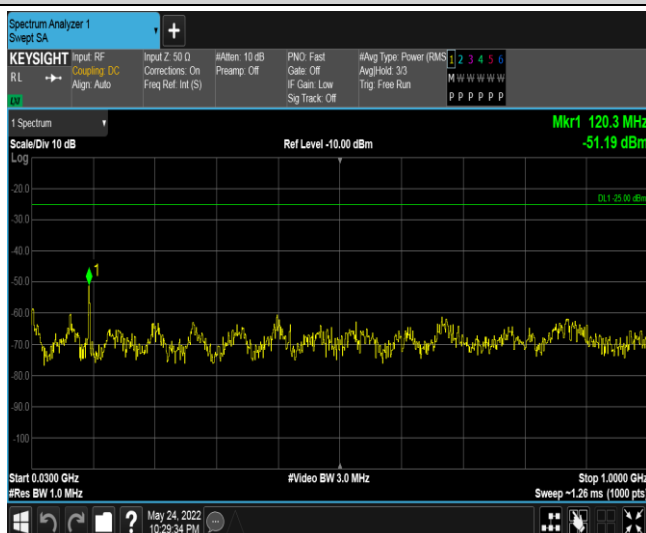 Spectrum Analyzer 1
Swept SA
+
KEYSIGHT Input: RF Input Z: 50 Ω #Atten: 10 dB PNO: Fast #Avg Type: Power (RMS 1 2 3 4 5 6
RL Coupling: DC Corrections: On Preamp: Off Gate: Off Avg|Hold: 3/3 M W W W W W
Align: Auto Freq Ref: Int (S) IF Gain: Low Trig: Free Run
Sig Track: Off P P P P P P
1 Spectrum Mkr1 120.3 MHz
Scale/Div 10 dB Ref Level -10.00 dBm -51.19 dBm
Log
-20.0
DL1 -25.00 dBm
-30.0
-40.0
1
-50.0
-60.0
-70.0
-80.0
-90.0
-100
Start 0.0300 GHz #Video BW 3.0 MHz Stop 1.0000 GHz
#Res BW 1.0 MHz Sweep ~1.26 ms (1000 pts)
? May 24, 2022
10:29:34 PM